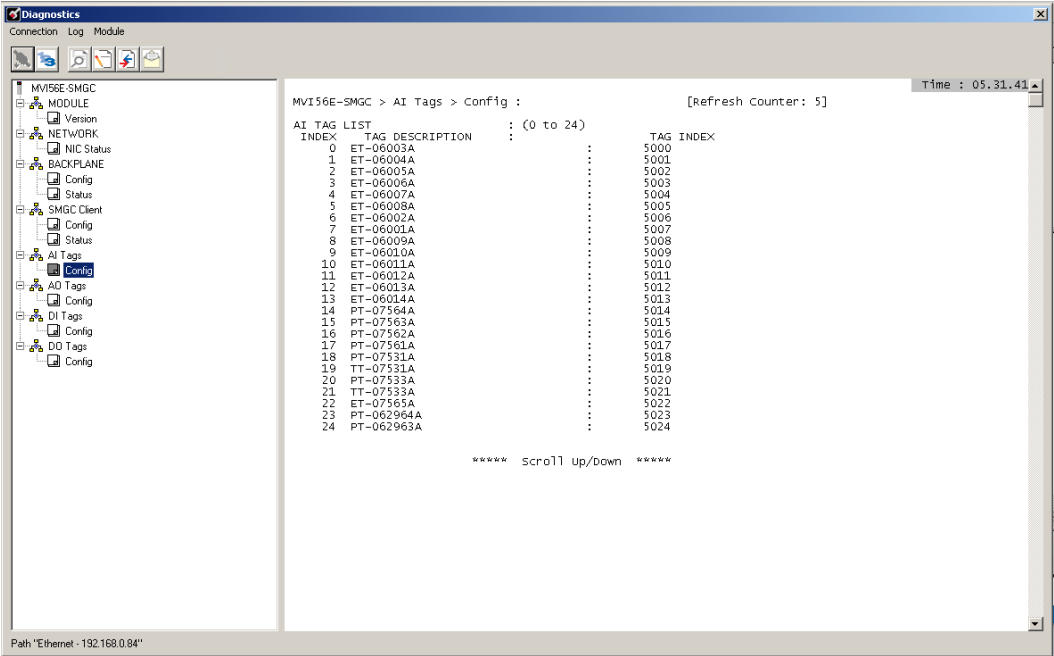 Diagnostics
Connection Log Module
MVI56E-SMGC
MODULE
Version
NETWORK
NIC Status
BACKPLANE
Config
Status
SMGC Client
Config
Status
AI Tags
Config
AO Tags
Config
DI Tags
Config
DO Tags
Config
Time : 05.31.41
MVI56E-SMGC > AI Tags > Config : [Refresh Counter: 5]
AI TAG LIST : (0 to 24)
INDEX TAG DESCRIPTION : TAG INDEX
0 ET-06003A : 5000
1 ET-06004A : 5001
2 ET-06005A : 5002
3 ET-06006A : 5003
4 ET-06007A : 5004
5 ET-06008A : 5005
6 ET-06002A : 5006
7 ET-06001A : 5007
8 ET-06009A : 5008
9 ET-06010A : 5009
10 ET-06011A : 5010
11 ET-06012A : 5011
12 ET-06013A : 5012
13 ET-06014A : 5013
14 PT-07564A : 5014
15 PT-07563A : 5015
16 PT-07562A : 5016
17 PT-07561A : 5017
18 PT-07531A : 5018
19 TT-07531A : 5019
20 PT-07533A : 5020
21 TT-07533A : 5021
22 ET-07565A : 5022
23 PT-062964A : 5023
24 PT-062963A : 5024
***** Scroll Up/Down *****
Path "Ethernet - 192.168.0.84"